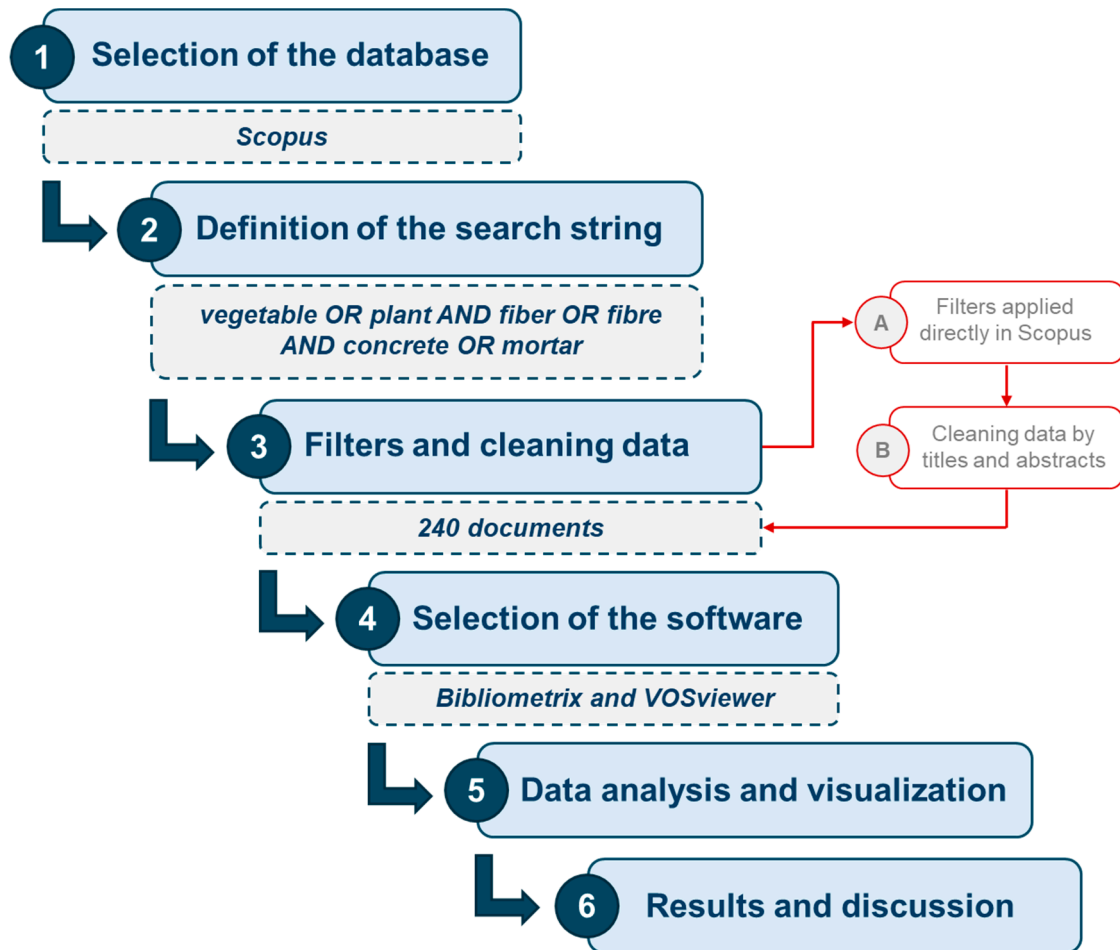 1
Selection of the database
Scopus
2
Definition of the search string
vegetable OR plant AND fiber OR fibre
AND concrete OR mortar
3
Filters and cleaning data
A
Filters applied
directly in Scopus
B
Cleaning data by
titles and abstracts
240 documents
4
Selection of the software
Bibliometrix and VOSviewer
5
Data analysis and visualization
6
Results and discussion